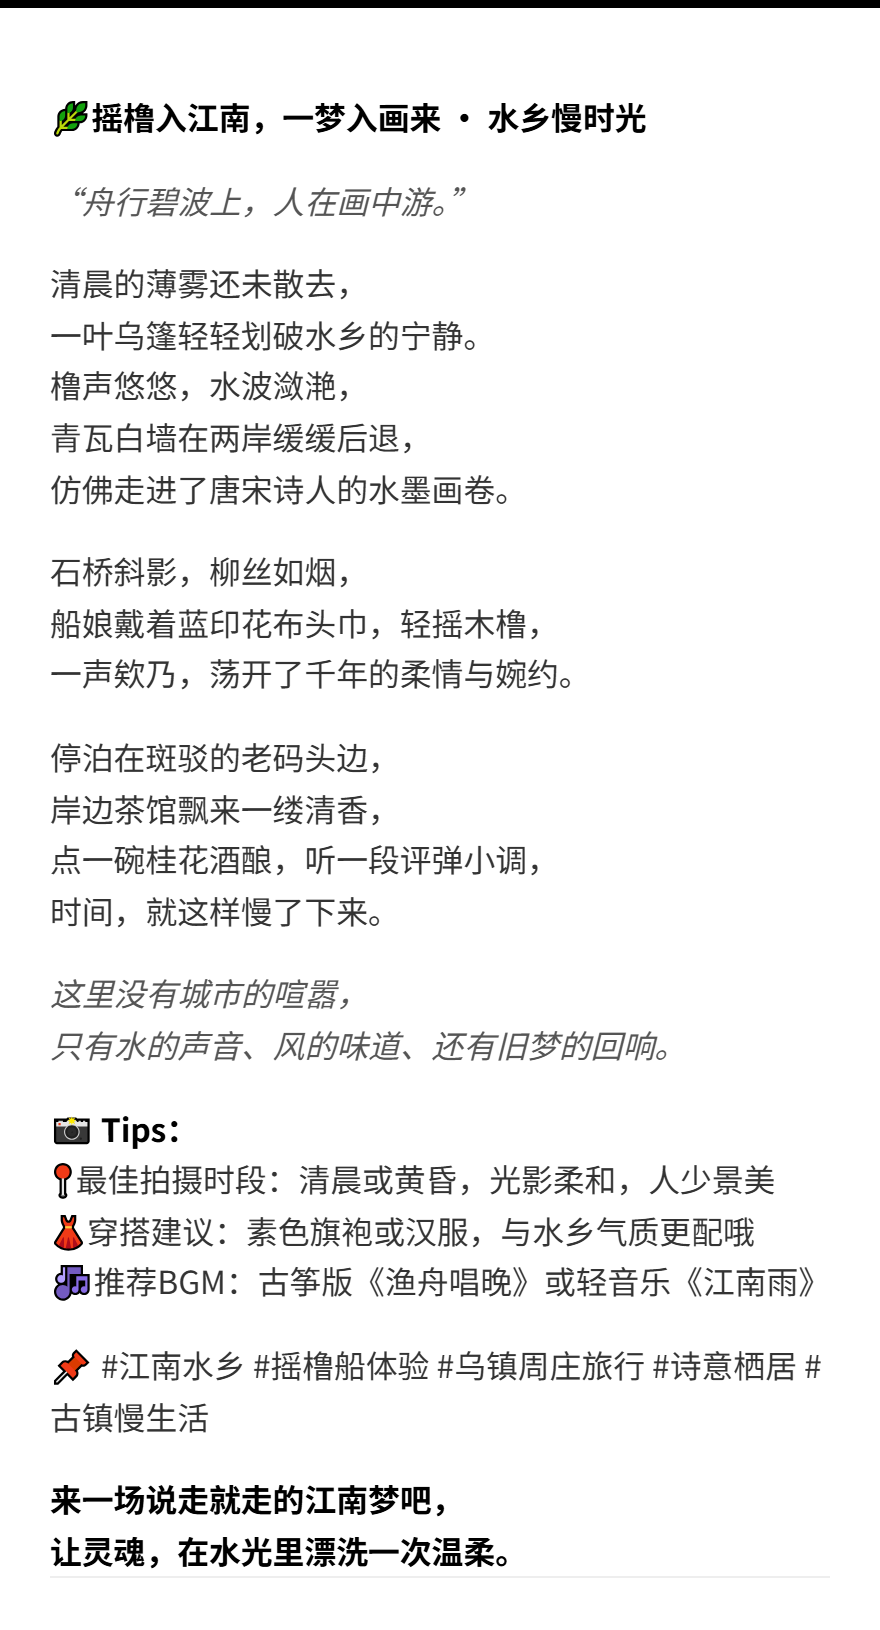 🌿摇橹入江南，一梦入画来 · 水乡慢时光
“舟行碧波上，人在画中游。”
清晨的薄雾还未散去，
一叶乌篷轻轻划破水乡的宁静。
橹声悠悠，水波潋滟，
青瓦白墙在两岸缓缓后退，
仿佛走进了唐宋诗人的水墨画卷。
石桥斜影，柳丝如烟，
船娘戴着蓝印花布头巾，轻摇木橹，
一声欸乃，荡开了千年的柔情与婉约。
停泊在斑驳的老码头边，
岸边茶馆飘来一缕清香，
点一碗桂花酒酿，听一段评弹小调，
时间，就这样慢了下来。
这里没有城市的喧嚣，
只有水的声音、风的味道、还有旧梦的回响。
📸 Tips：
📍最佳拍摄时段：清晨或黄昏，光影柔和，人少景美
👗穿搭建议：素色旗袍或汉服，与水乡气质更配哦
🎶推荐BGM：古筝版《渔舟唱晚》或轻音乐《江南雨》
📌 #江南水乡 #摇橹船体验 #乌镇周庄旅行 #诗意栖居 #
古镇慢生活
来一场说走就走的江南梦吧，
让灵魂，在水光里漂洗一次温柔。